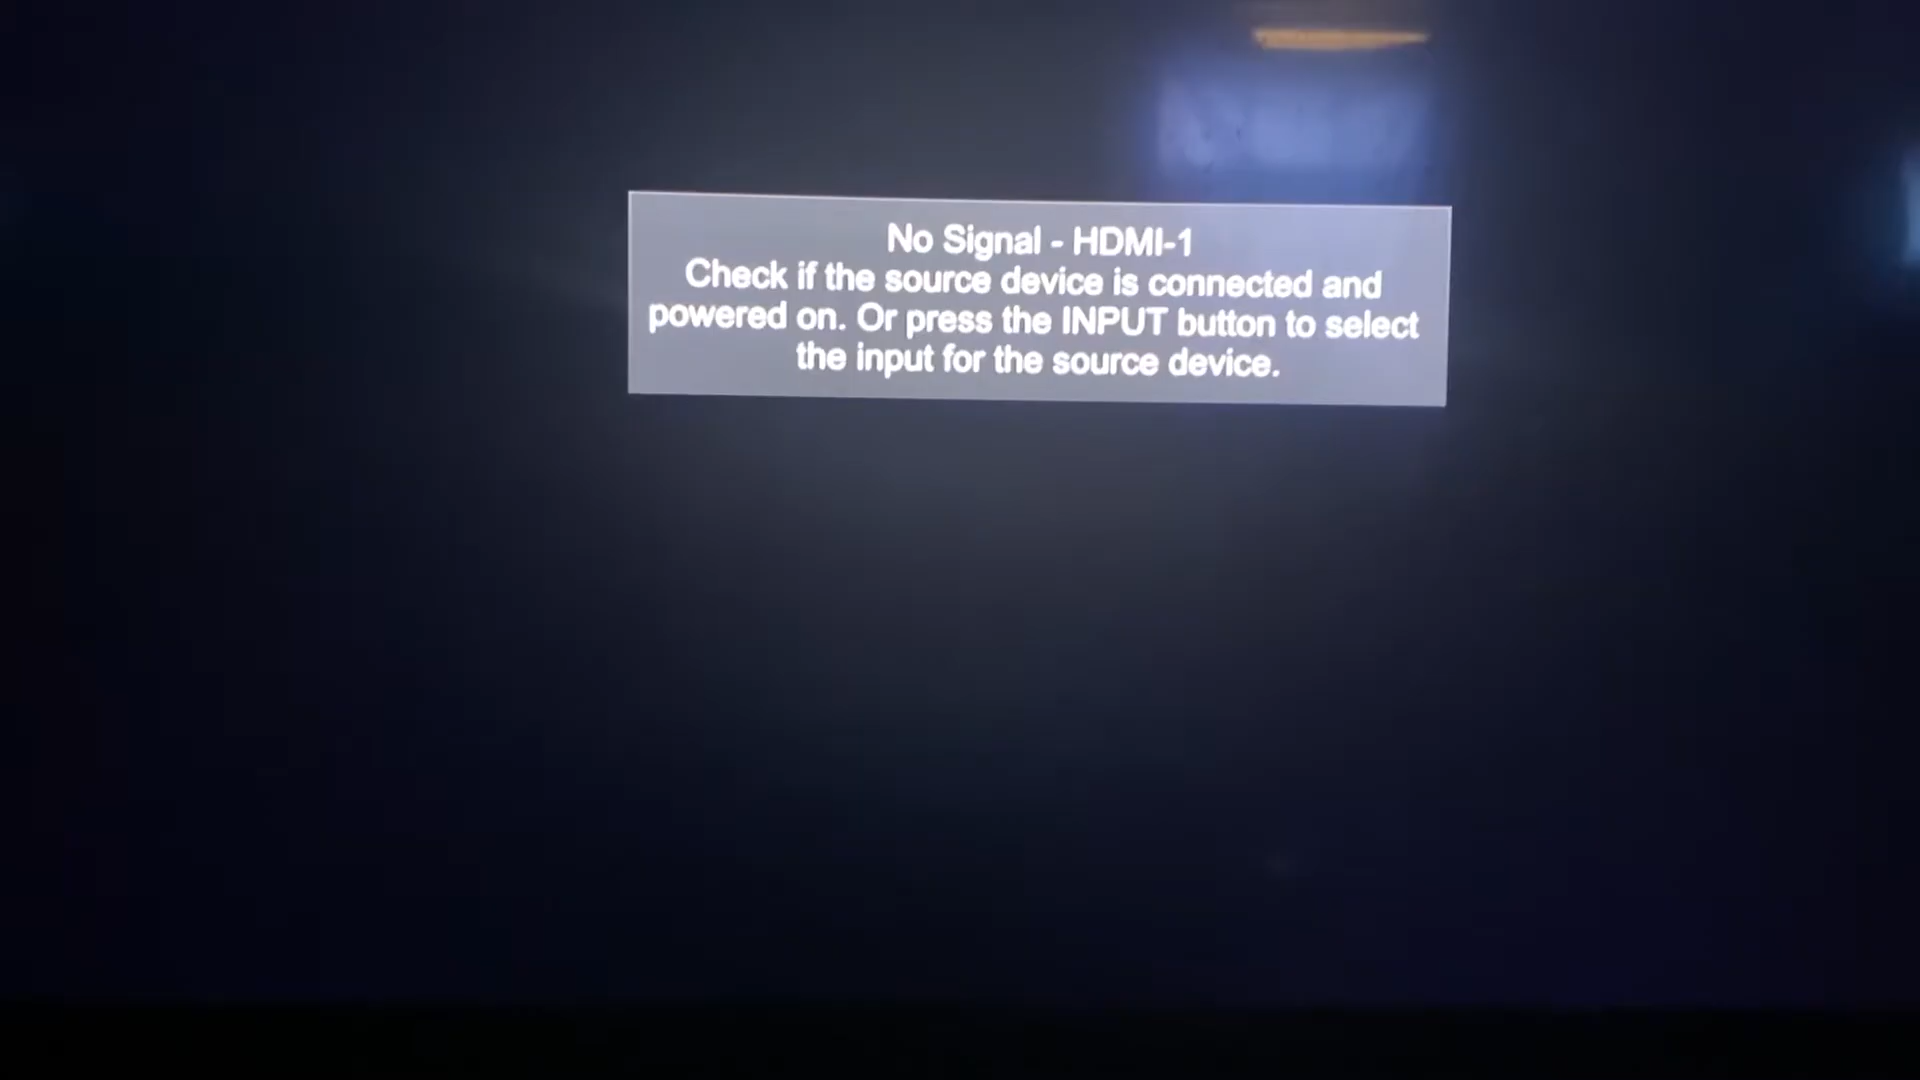 No Signal - HDMI-1
Check if the source device is connected and
powered on. Or press the INPUT button to select
the input for the source device.